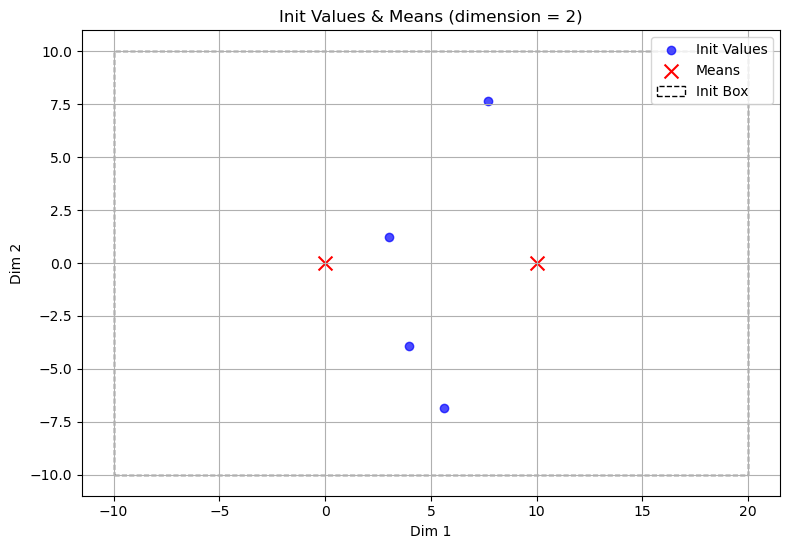 Init Values & Means (dimension = 2)
Init Values
Means
Init Box
10.0
7.5
5.0
2.5
0.0
−2.5
−5.0
−7.5
−10.0
Dim 2
−10
−5
0
5
10
15
20
Dim 1